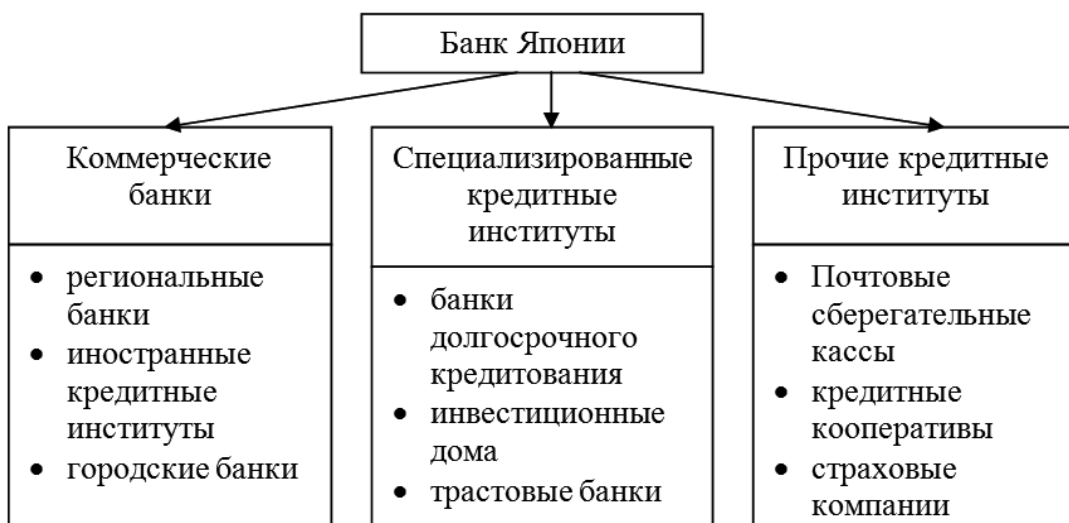 Банк Японии
Коммерческие
банки
• региональные
банки
• иностранные
кредитные
институты
• городские банки
Специализированные
кредитные
институты
• банки
долгосрочного
кредитования
• инвестиционные
дома
• трастовые банки
Прочие кредитные
институты
• Почтовые
сберегательные
кассы
• кредитные
кооперативы
• страховые
компании